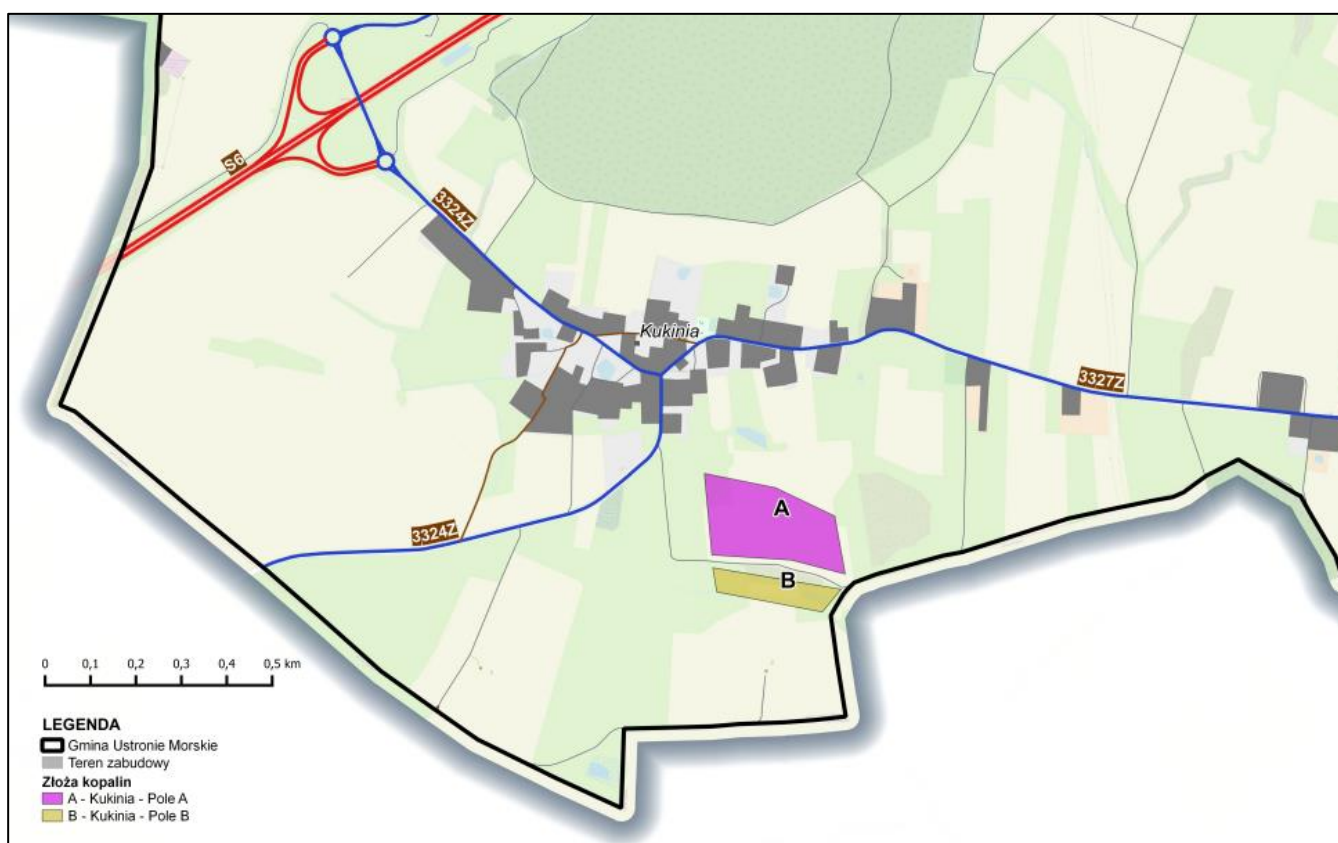 S6
3324Z
Kukinia
3327Z
A
3324Z
B
0 0,1 0,2 0,3 0,4 0,5 km
LEGENDA
Gmina Ustronie Morskie
Teren zabudowy
Złoża kopalin
A - Kukinia - Pole A
B - Kukinia - Pole B